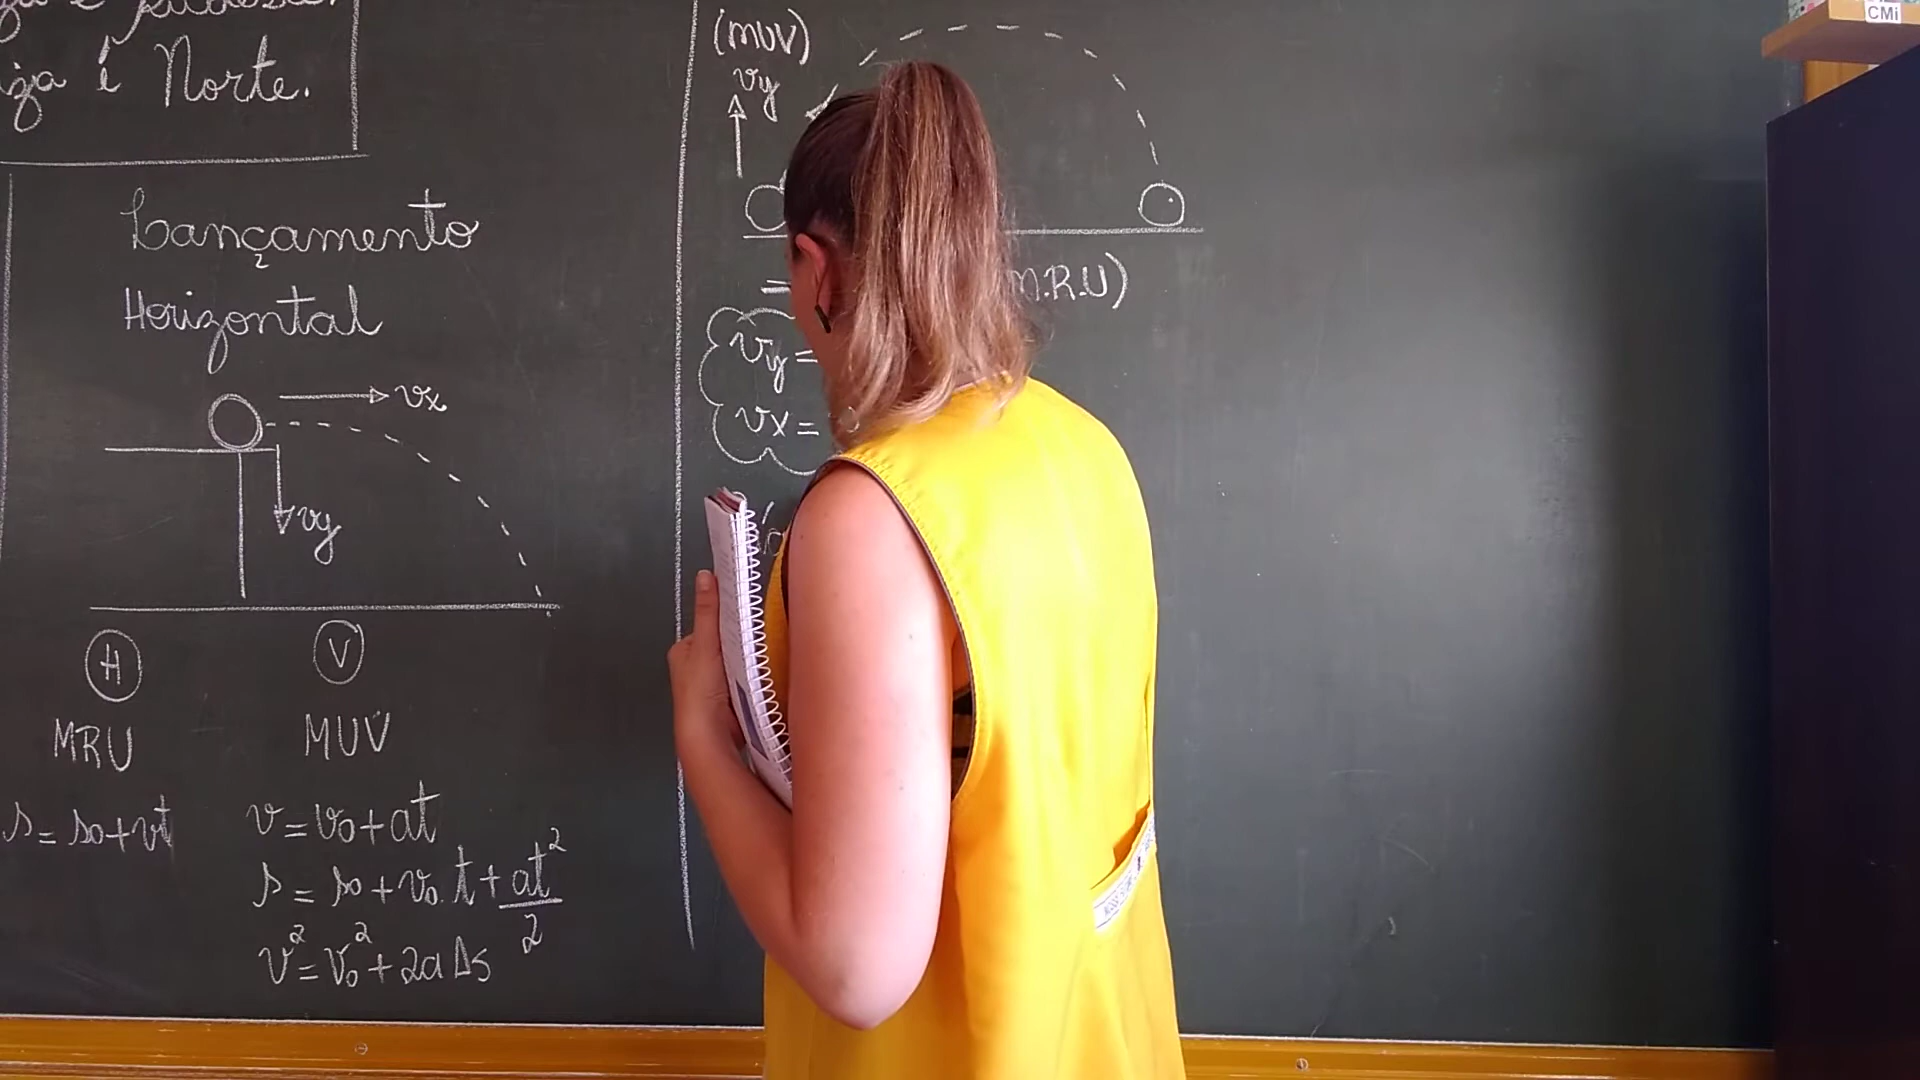 é Norte.
Lançamento
Horizontal
vx
vy
H
V
MRU
MUV
s = so+vt
v = vo+at
s = so+vo.t+at²/2
v²=vo²+2aΔs
(MUV)
vy
M.R.U)
vy=
vx=
CMi